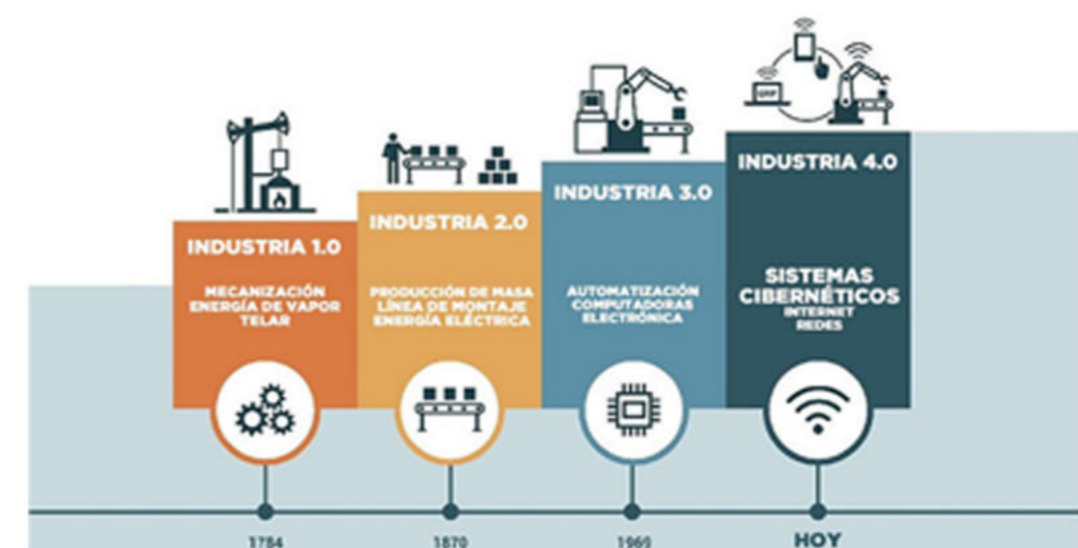 INDUSTRIA 1.0
MECANIZACIÓN
ENERGÍA DE VAPOR
TELAR
INDUSTRIA 2.0
PRODUCCIÓN DE MASA
LÍNEA DE MONTAJE
ENERGÍA ELÉCTRICA
INDUSTRIA 3.0
AUTOMATIZACIÓN
COMPUTADORAS
ELECTRÓNICA
INDUSTRIA 4.0
SISTEMAS
CIBERNÉTICOS
INTERNET
REDES
1784
1870
1969
HOY